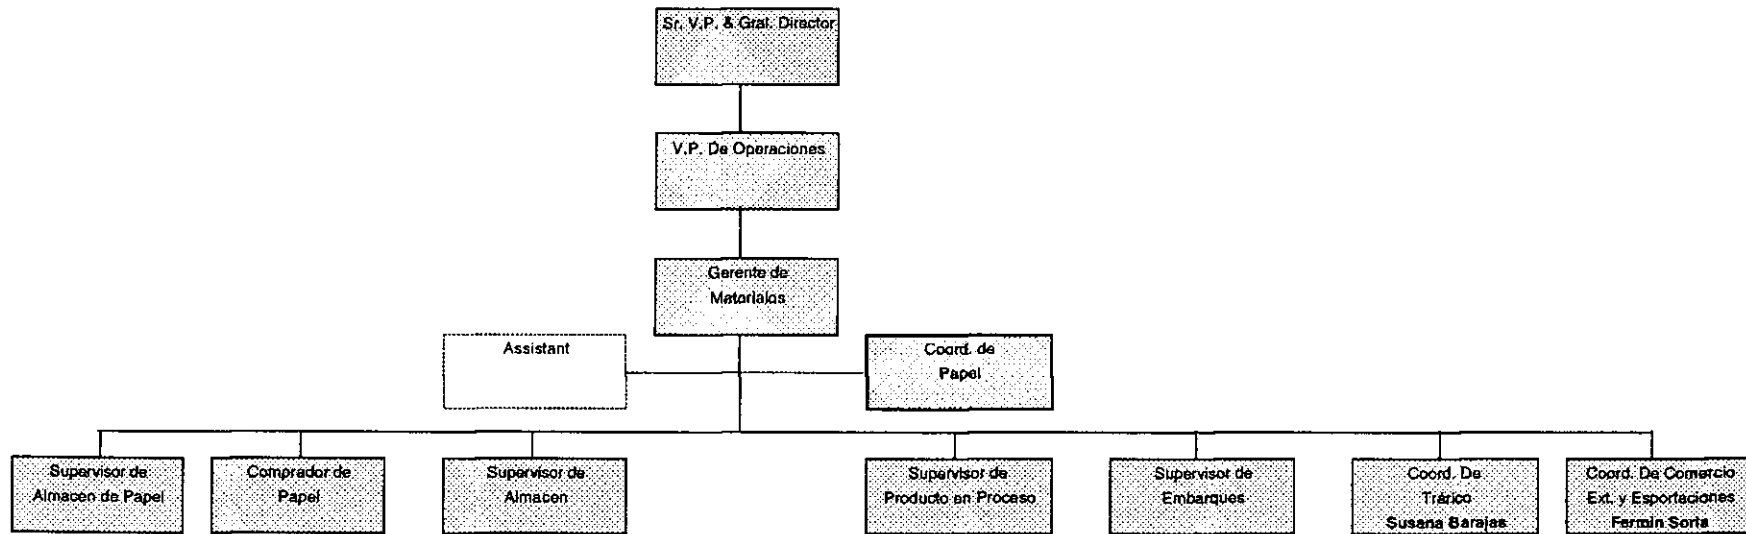 Sr. V.P. & Gral. Director
V.P. De Operaciones
Gerente de
Materiales
Assistant
Coord. de
Papel
Supervisor de
Almacen de Papel
Comprador de
Papel
Supervisor de
Almacen
Supervisor de
Producto en Proceso
Supervisor de
Embarques
Coord. De
Tráfico
Susana Barajas
Coord. De Comercio
Ext. y Esportaciones
Fermin Soria